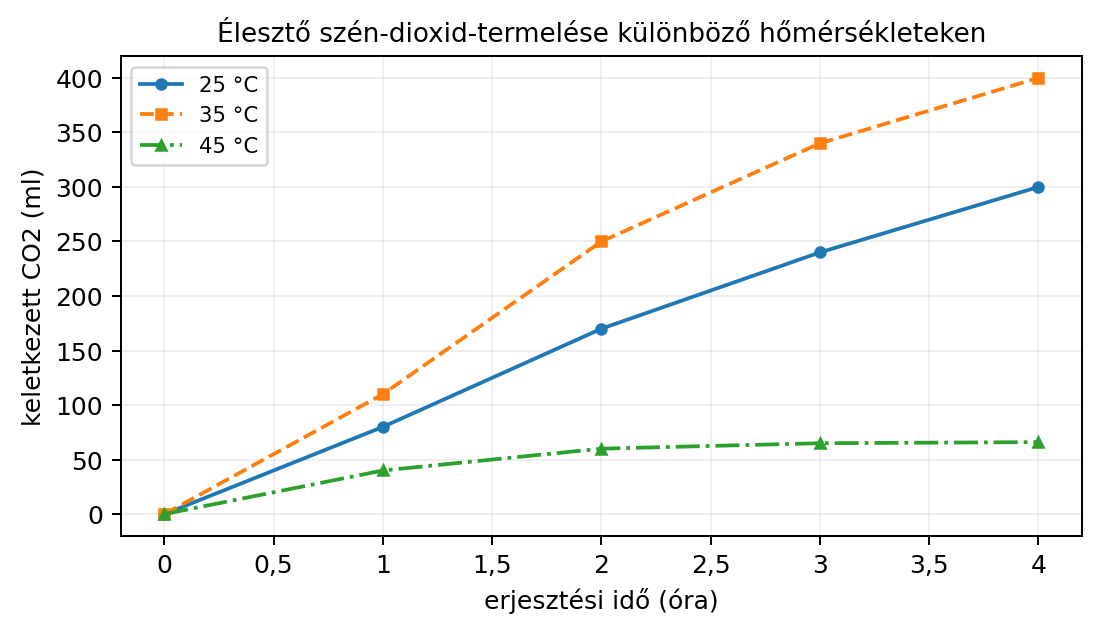 Élesztő szén-dioxid-termelése különböző hőmérsékleteken
25 °C
35 °C
45 °C
keletkezett CO2 (ml)
400
350
300
250
200
150
100
50
0
0 0,5 1 1,5 2 2,5 3 3,5 4
erjesztési idő (óra)